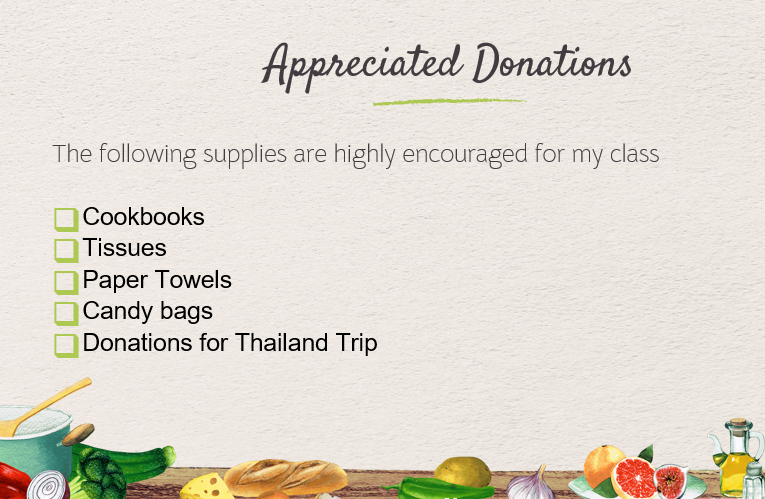 Appreciated Donations
The following supplies are highly encouraged for my class
Cookbooks
Tissues
Paper Towels
Candy bags
Donations for Thailand Trip